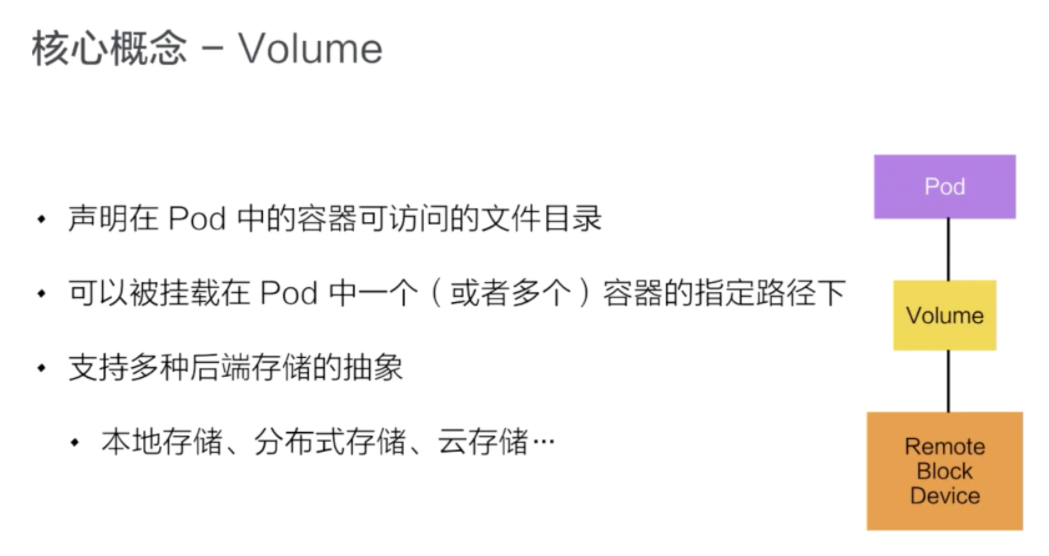 核心概念 – Volume
• 声明在 Pod 中的容器可访问的文件目录
• 可以被挂载在 Pod 中一个（或者多个）容器的指定路径下
• 支持多种后端存储的抽象
• 本地存储、分布式存储、云存储…
Pod
Volume
Remote
Block
Device